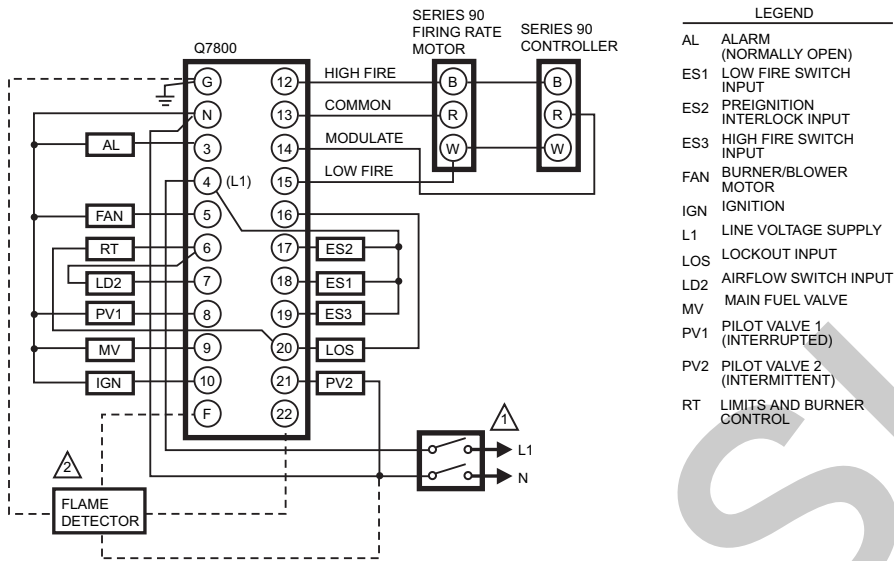 Q7800
SERIES 90
FIRING RATE
MOTOR
SERIES 90
CONTROLLER
G
N
3
4
(L1)
5
6
7
8
9
10
F
12
13
14
15
16
17
18
19
20
21
22
AL
FAN
RT
LD2
PV1
MV
IGN
HIGH FIRE
COMMON
MODULATE
LOW FIRE
ES2
ES1
ES3
LOS
PV2
B
R
W
B
R
W
1
L1
N
2
FLAME
DETECTOR
LEGEND
AL ALARM
(NORMALLY OPEN)
ES1 LOW FIRE SWITCH
INPUT
ES2 PREIGNITION
INTERLOCK INPUT
ES3 HIGH FIRE SWITCH
INPUT
FAN BURNER/BLOWER
MOTOR
IGN IGNITION
L1 LINE VOLTAGE SUPPLY
LOS LOCKOUT INPUT
LD2 AIRFLOW SWITCH INPUT
MV MAIN FUEL VALVE
PV1 PILOT VALVE 1
(INTERRUPTED)
PV2 PILOT VALVE 2
(INTERMITTENT)
RT LIMITS AND BURNER
CONTROL